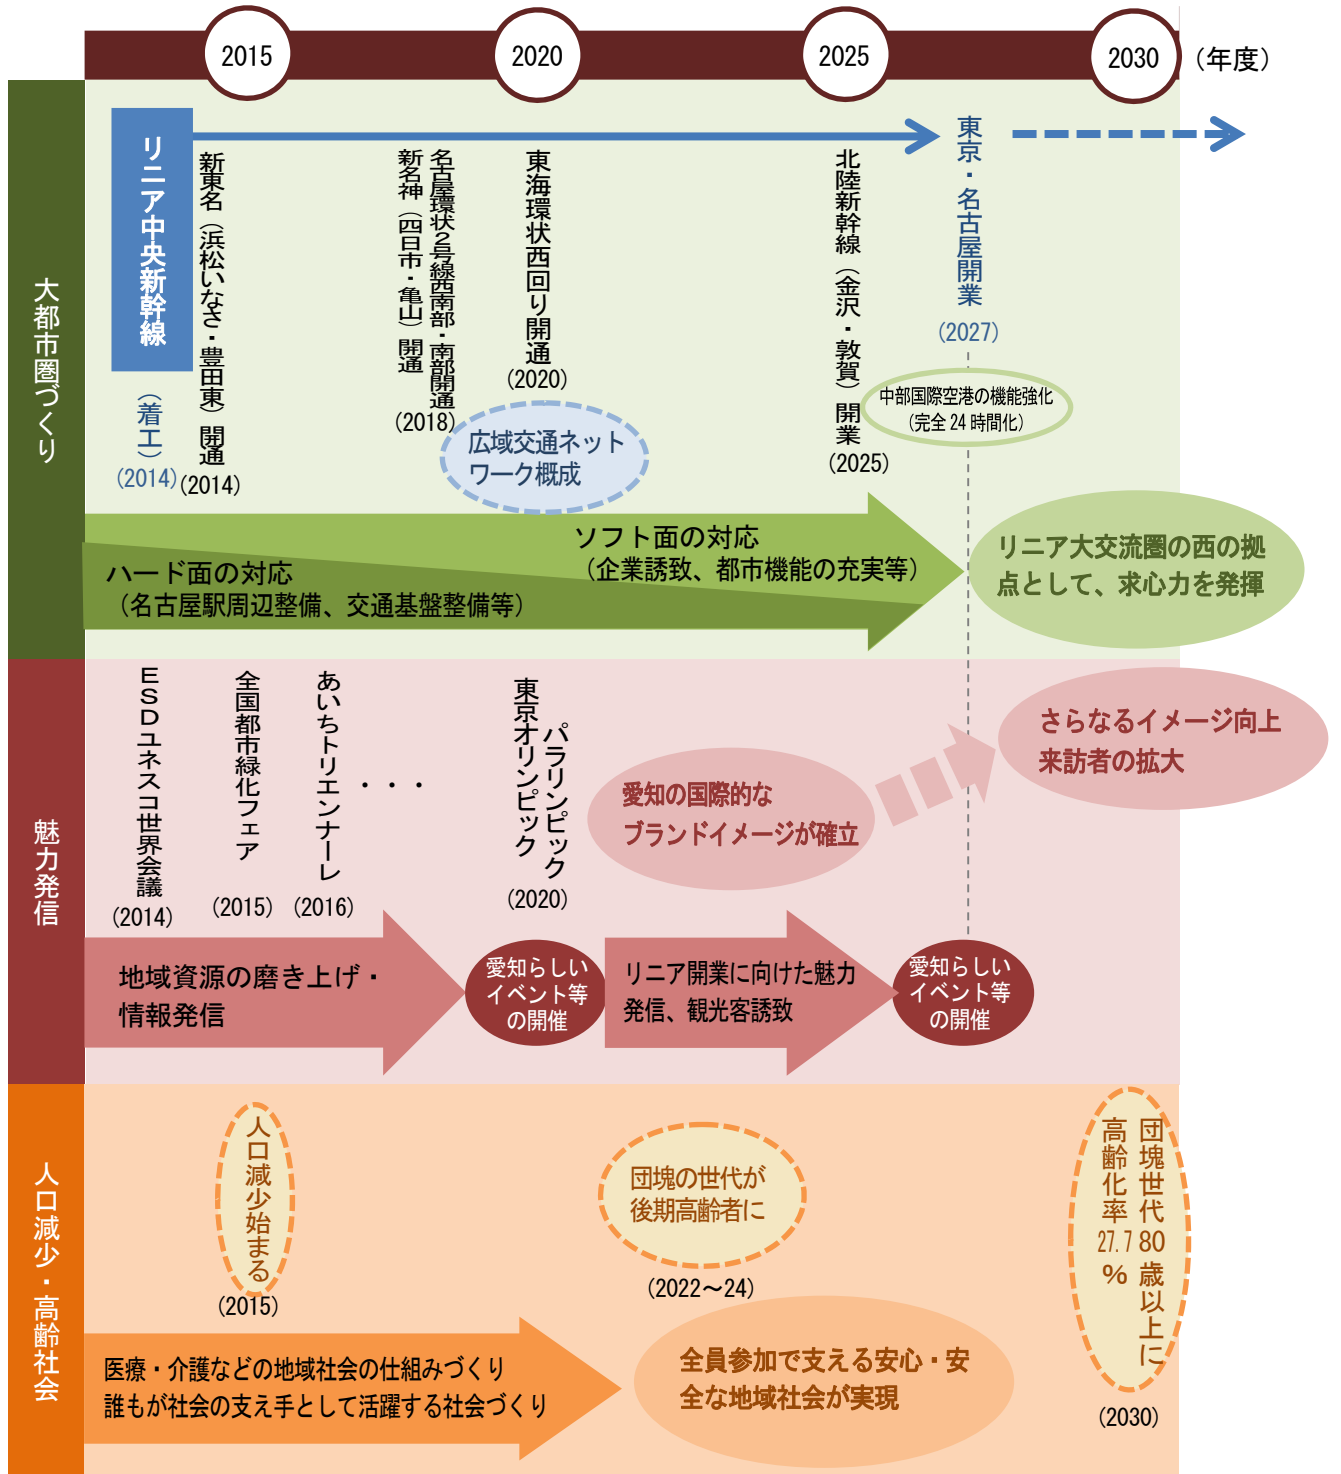 2015
2020
2025
2030
（年度）
大都市圏づくり
リニア中央新幹線
（着工）
（2014）
新東名（浜松いなさ・豊田東）開通
（2014）
名古屋環状２号線西南部・南部開通
新名神（四日市・亀山）開通
（2018）
東海環状西回り開通
（2020）
広域交通ネット
ワーク概成
北陸新幹線（金沢・敦賀）開業
（2025）
東京・名古屋開業
（2027）
中部国際空港の機能強化
（完全 24 時間化）
ソフト面の対応
（企業誘致、都市機能の充実等）
ハード面の対応
（名古屋駅周辺整備、交通基盤整備等）
リニア大交流圏の西の拠
点として、求心力を発揮
魅力発信
ＥＳＤユネスコ世界会議
（2014）
全国都市緑化フェア
（2015）
あいちトリエンナーレ
（2016）
・・・
東京オリンピック
パラリンピック
（2020）
愛知の国際的な
ブランドイメージが確立
さらなるイメージ向上
来訪者の拡大
地域資源の磨き上げ・
情報発信
愛知らしい
イベント等
の開催
リニア開業に向けた魅力
発信、観光客誘致
愛知らしい
イベント等
の開催
人口減少・高齢社会
人口減少始まる
（2015）
団塊の世代が
後期高齢者に
（2022～24）
団塊世代80歳以上に
高齢化率27.7％
（2030）
医療・介護などの地域社会の仕組みづくり
誰もが社会の支え手として活躍する社会づくり
全員参加で支える安心・安
全な地域社会が実現